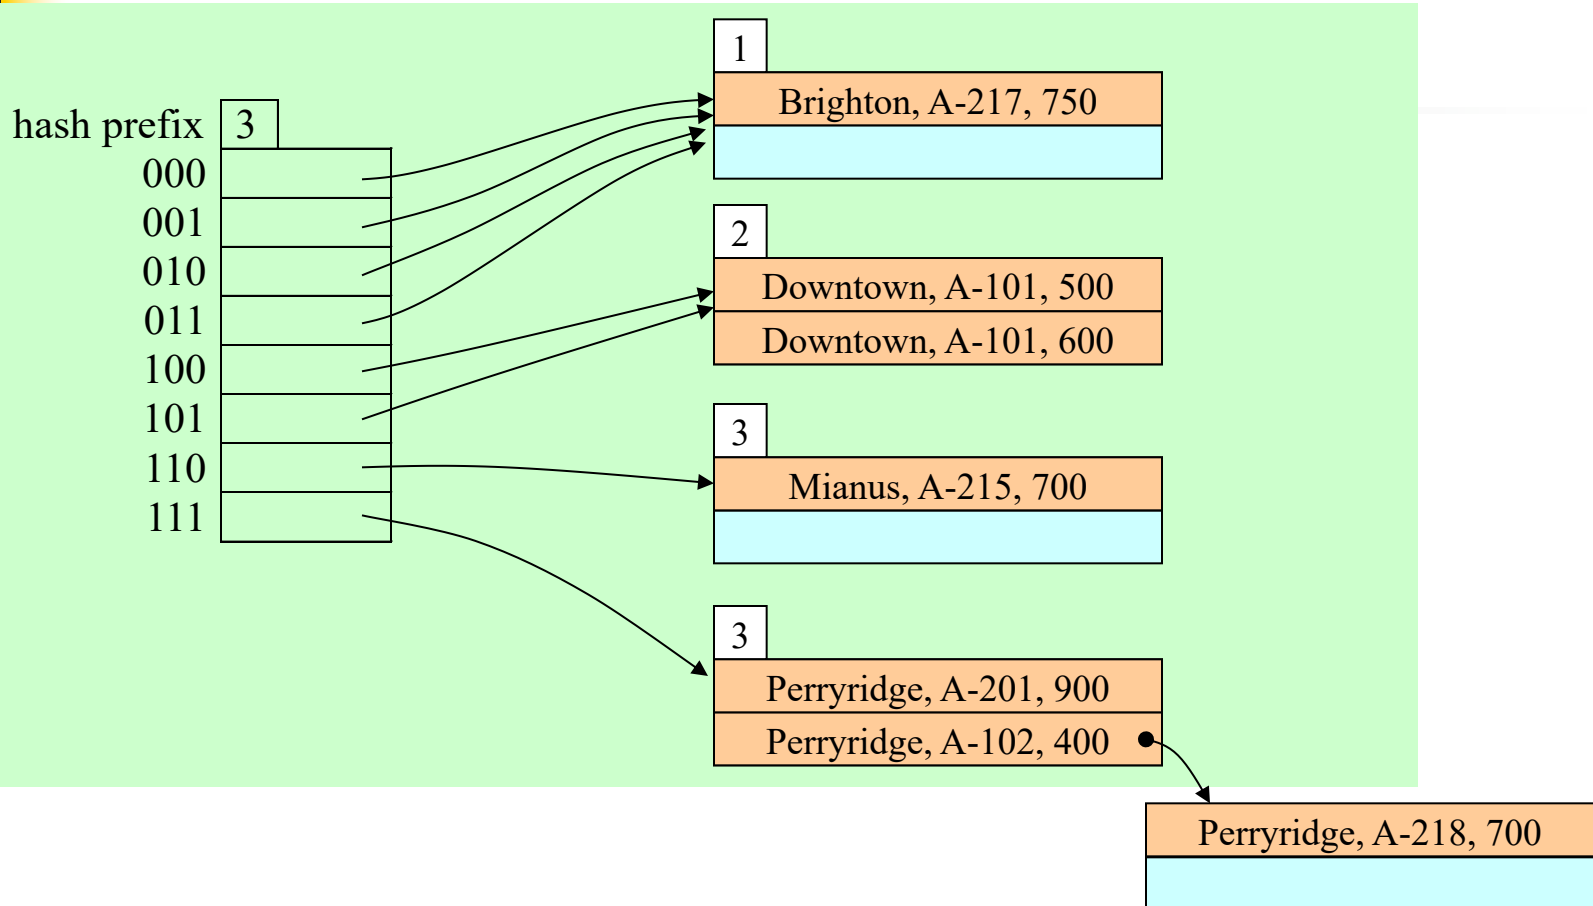 hash prefix 3
000
001
010
011
100
101
110
111
1
Brighton, A-217, 750
2
Downtown, A-101, 500
Downtown, A-101, 600
3
Mianus, A-215, 700
3
Perryridge, A-201, 900
Perryridge, A-102, 400
Perryridge, A-218, 700